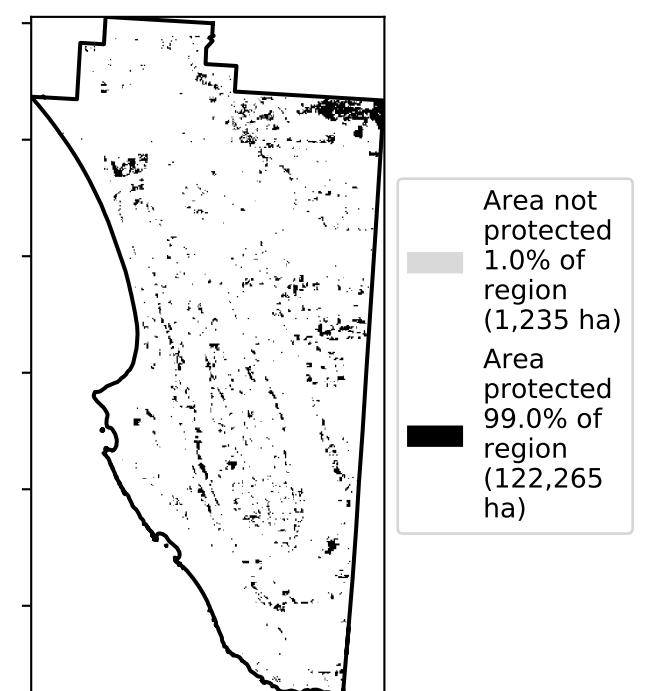 Area not
protected
1.0% of
region
(1,235 ha)
Area
protected
99.0% of
region
(122,265
ha)